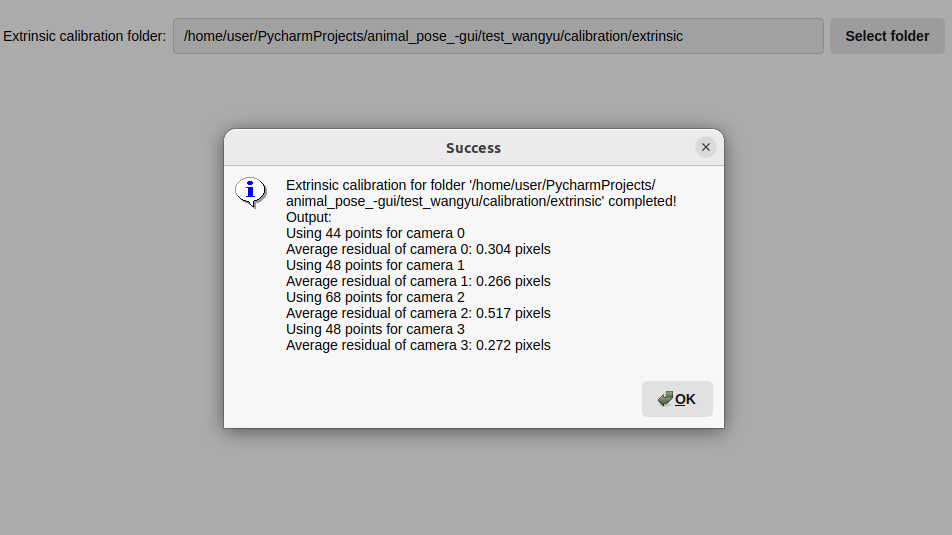 Extrinsic calibration folder: /home/user/PycharmProjects/animal_pose_-gui/test_wangyu/calibration/extrinsic Select folder
Success
Extrinsic calibration for folder '/home/user/PycharmProjects/
animal_pose_-gui/test_wangyu/calibration/extrinsic' completed!
Output:
Using 44 points for camera 0
Average residual of camera 0: 0.304 pixels
Using 48 points for camera 1
Average residual of camera 1: 0.266 pixels
Using 68 points for camera 2
Average residual of camera 2: 0.517 pixels
Using 48 points for camera 3
Average residual of camera 3: 0.272 pixels
OK